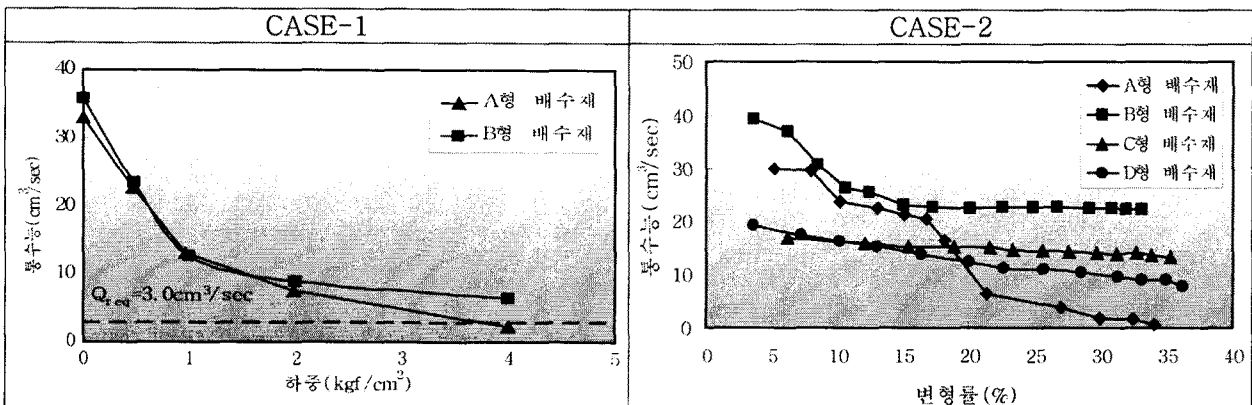 CASE-1
40
30
20
10
0
통수능(cm³/sec)
A형 배수재
B형 배수재
Qreq=3.0cm³/sec
0 1 2 3 4 5
하중(kgf/cm²)
CASE-2
50
40
30
20
10
0
통수능(cm³/sec)
A형 배수재
B형 배수재
C형 배수재
D형 배수재
0 5 10 15 20 25 30 35 40
변형률(%)